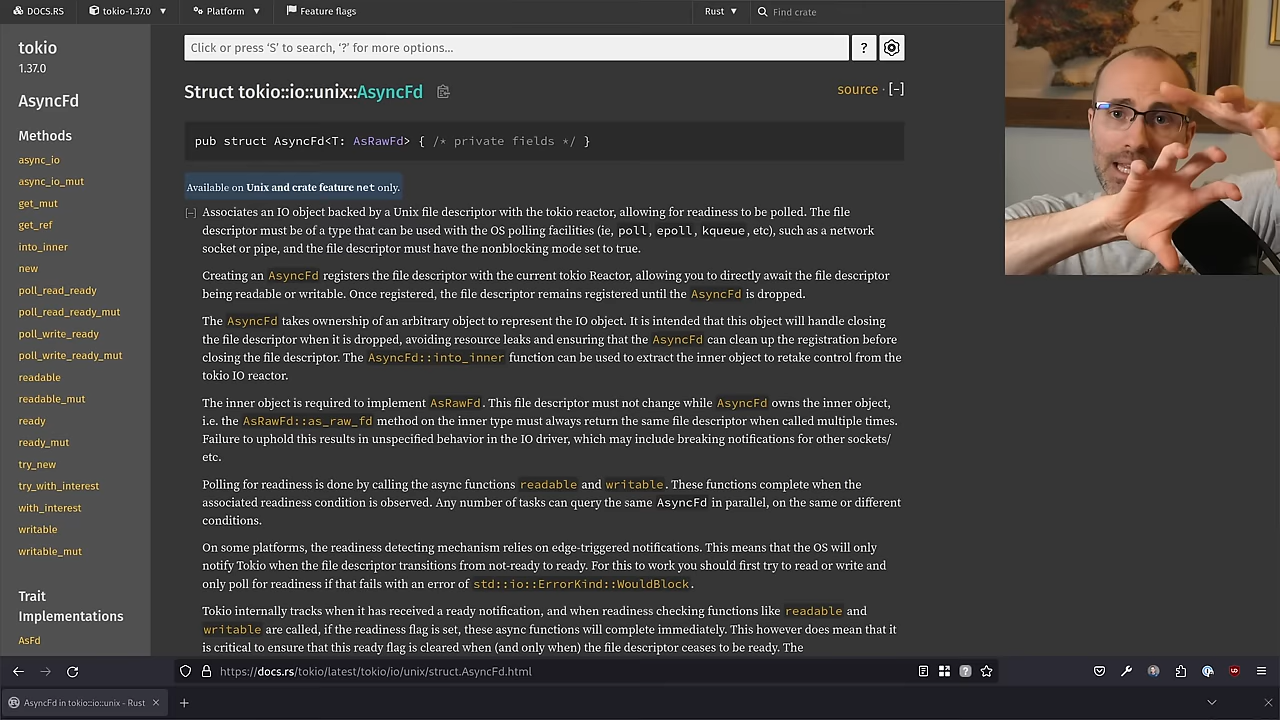 DOCS.RS tokio-1.37.0 Platform Feature flags Rust Find crate
tokio
1.37.0
AsyncFd
Methods
async_io
async_io_mut
get_mut
get_ref
into_inner
new
poll_read_ready
poll_read_ready_mut
poll_write_ready
poll_write_ready_mut
readable
readable_mut
ready
ready_mut
try_new
try_with_interest
with_interest
writable
writable_mut
Trait
Implementations
AsFd
Click or press ‘S’ to search, ‘?’ for more options…
?
Struct tokio::io::unix::AsyncFd
source · [−]
pub struct AsyncFd<T: AsRawFd> { /* private fields */ }
Available on Unix and crate feature net only.
[−] Associates an IO object backed by a Unix file descriptor with the tokio reactor, allowing for readiness to be polled. The file
descriptor must be of a type that can be used with the OS polling facilities (ie, poll, epoll, kqueue, etc), such as a network
socket or pipe, and the file descriptor must have the nonblocking mode set to true.
Creating an AsyncFd registers the file descriptor with the current tokio Reactor, allowing you to directly await the file descriptor
being readable or writable. Once registered, the file descriptor remains registered until the AsyncFd is dropped.
The AsyncFd takes ownership of an arbitrary object to represent the IO object. It is intended that this object will handle closing
the file descriptor when it is dropped, avoiding resource leaks and ensuring that the AsyncFd can clean up the registration before
closing the file descriptor. The AsyncFd::into_inner function can be used to extract the inner object to retake control from the
tokio IO reactor.
The inner object is required to implement AsRawFd. This file descriptor must not change while AsyncFd owns the inner object,
i.e. the AsRawFd::as_raw_fd method on the inner type must always return the same file descriptor when called multiple times.
Failure to uphold this results in unspecified behavior in the IO driver, which may include breaking notifications for other sockets/
etc.
Polling for readiness is done by calling the async functions readable and writable. These functions complete when the
associated readiness condition is observed. Any number of tasks can query the same AsyncFd in parallel, on the same or different
conditions.
On some platforms, the readiness detecting mechanism relies on edge-triggered notifications. This means that the OS will only
notify Tokio when the file descriptor transitions from not-ready to ready. For this to work you should first try to read or write and
only poll for readiness if that fails with an error of std::io::ErrorKind::WouldBlock.
Tokio internally tracks when it has received a ready notification, and when readiness checking functions like readable and
writable are called, if the readiness flag is set, these async functions will complete immediately. This however does mean that it
is critical to ensure that this ready flag is cleared when (and only when) the file descriptor ceases to be ready. The
https://docs.rs/tokio/latest/tokio/io/unix/struct.AsyncFd.html
AsyncFd in tokio::io::unix - Rust